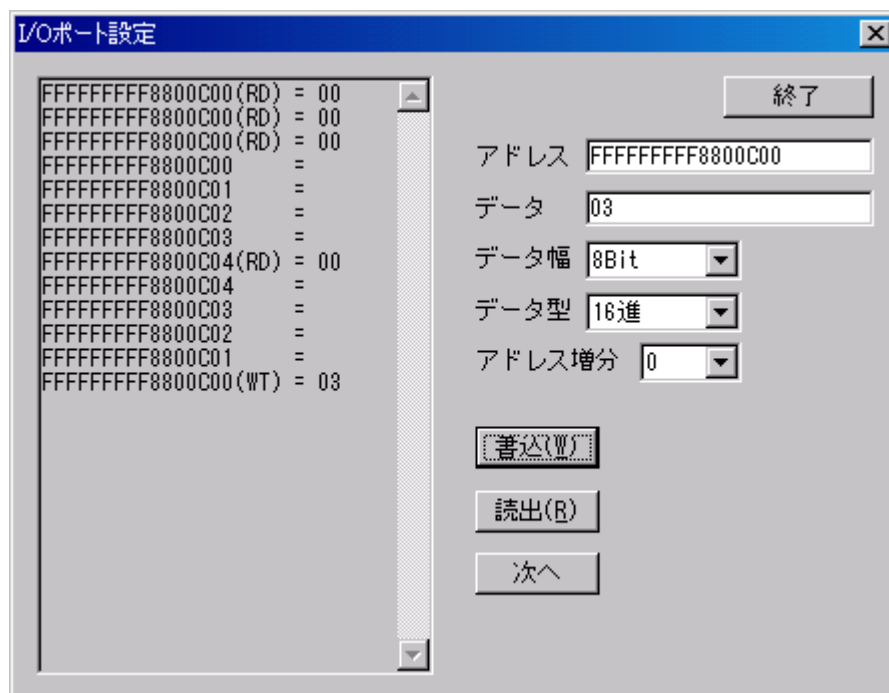 I/Oポート設定
FFFFFFFFF8800C00(RD) = 00
FFFFFFFFF8800C00(RD) = 00
FFFFFFFFF8800C00(RD) = 00
FFFFFFFFF8800C00 =
FFFFFFFFF8800C01 =
FFFFFFFFF8800C02 =
FFFFFFFFF8800C03 =
FFFFFFFFF8800C04(RD) = 00
FFFFFFFFF8800C04 =
FFFFFFFFF8800C03 =
FFFFFFFFF8800C02 =
FFFFFFFFF8800C01 =
FFFFFFFFF8800C00(WT) = 03
終了
アドレス FFFFFFFFF8800C00
データ 03
データ幅 8Bit
データ型 16進
アドレス増分 0
書込(W)
読出(R)
次へ